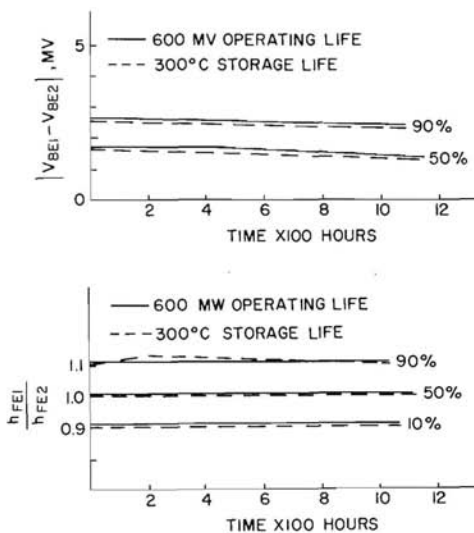 600 MV OPERATING LIFE
300°C STORAGE LIFE
5
|VBE1-VBE2| ,MV
90%
50%
0
2 4 6 8 10 12
TIME X100 HOURS
600 MW OPERATING LIFE
300°C STORAGE LIFE
hFE1
hFE2
1.1
90%
1.0
50%
0.9
10%
0 2 4 6 8 10 12
TIME X100 HOURS